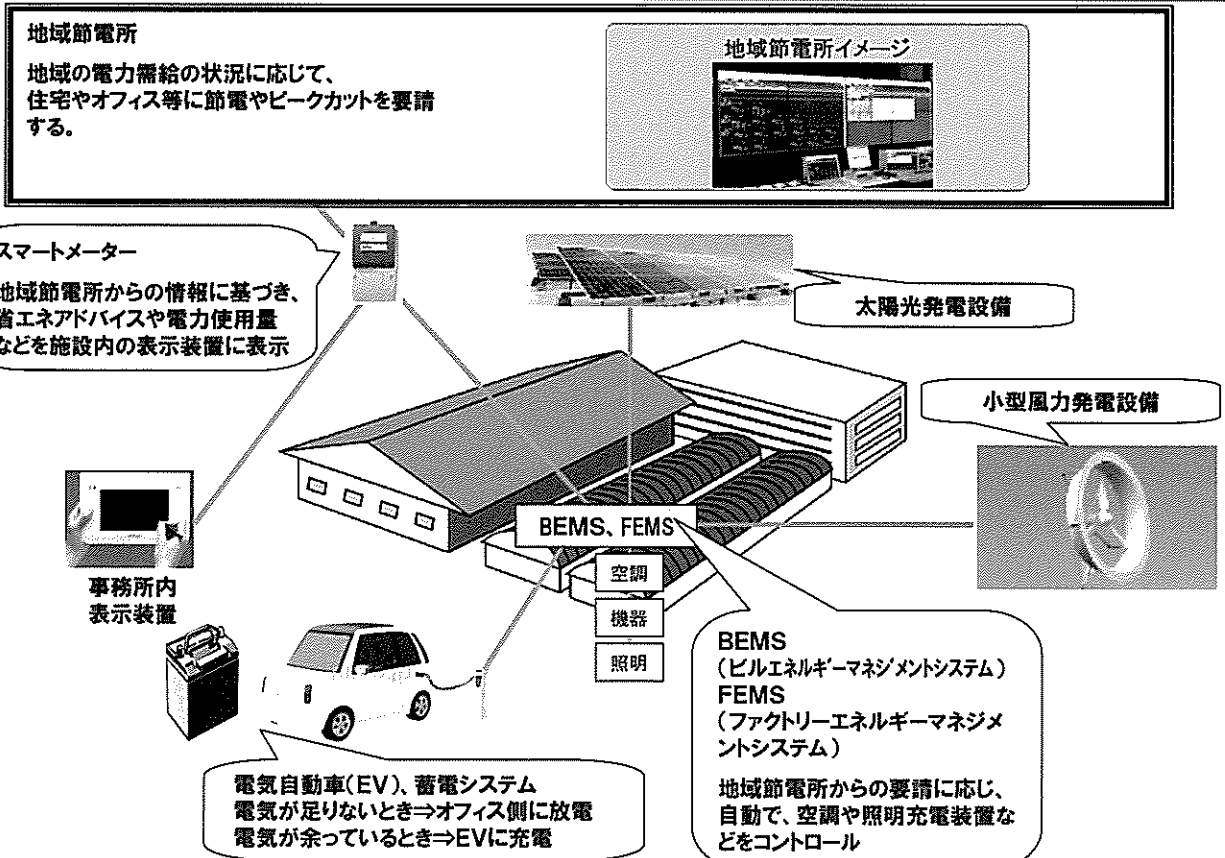 地域節電所
地域の電力需給の状況に応じて、
住宅やオフィス等に節電やピークカットを要請
する。
地域節電所イメージ
スマートメーター
地域節電所からの情報に基づき、
省エネアドバイスや電力使用量
などを施設内の表示装置に表示
太陽光発電設備
小型風力発電設備
事務所内
表示装置
BEMS、FEMS
空調
機器
照明
電気自動車(EV)、蓄電システム
電気が足りないとき⇒オフィス側に放電
電気が余っているとき⇒EVに充電
BEMS
(ビルエネルギーマネジメントシステム)
FEMS
(ファクトリーエネルギーマネジメ
ントシステム)
地域節電所からの要請に応じ、
自動で、空調や照明充電装置な
どをコントロール